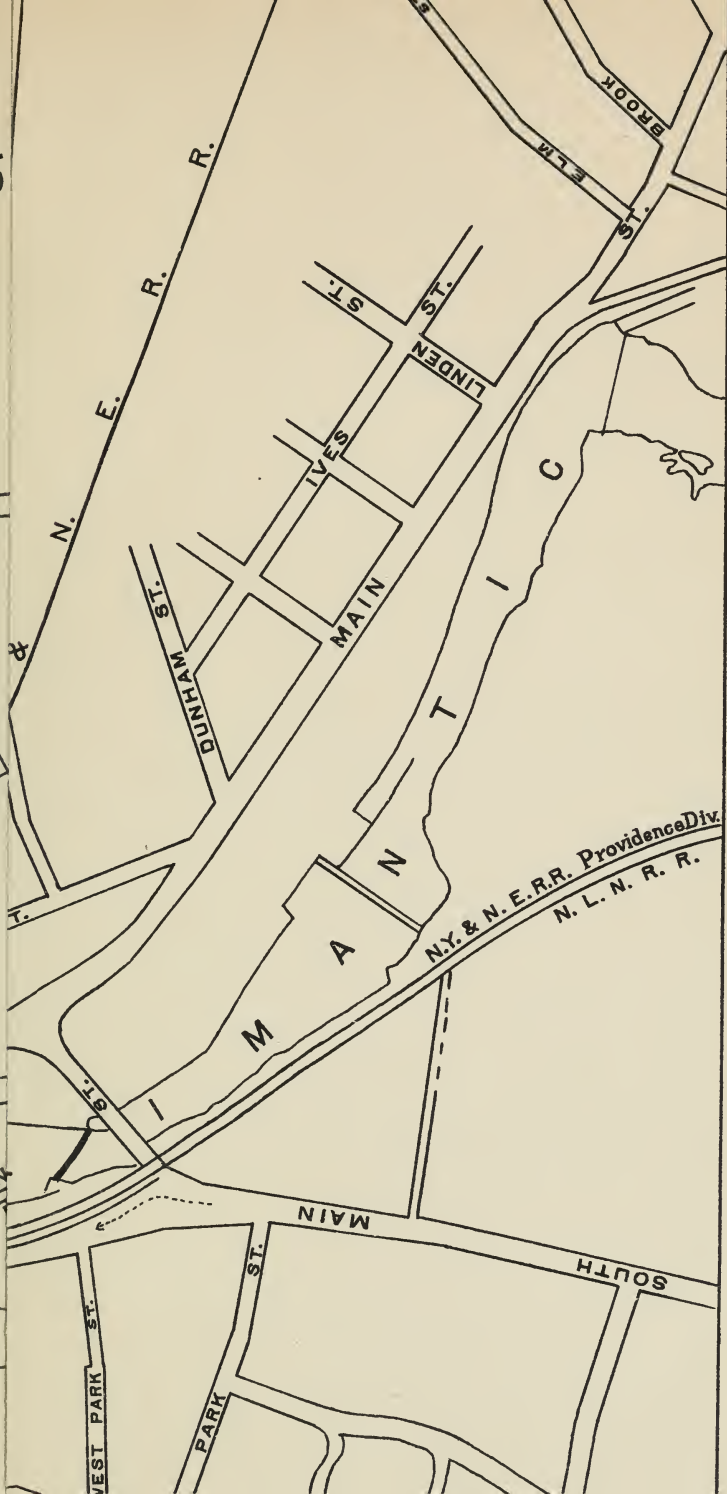 & N. E. R. R.
ELM
BROOK
ST.
ST.
LINDEN
IVES
ST.
MAIN
DUNHAM
ST.
T.
IMANTIC
N.Y. & N. E. R.R. Providence Div.
N. L. N. R. R.
ST.
SOUTH
MAIN
ST.
PARK
ST.
WEST PARK